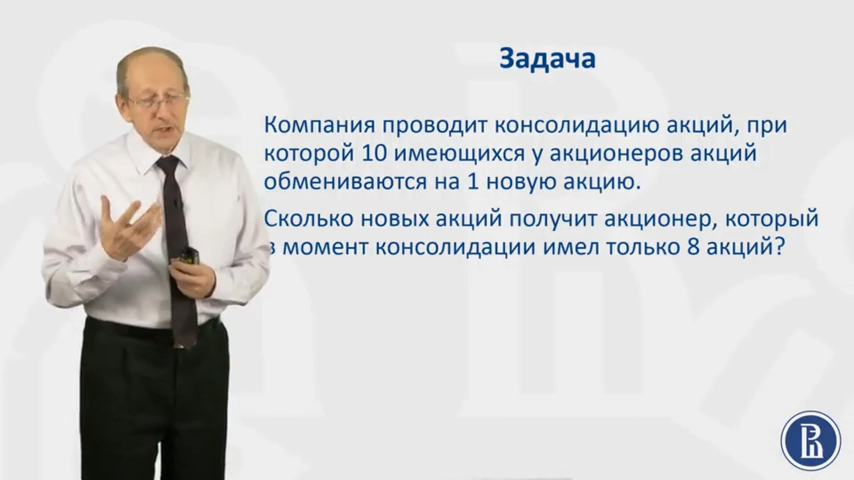 Задача
Компания проводит консолидацию акций, при
которой 10 имеющихся у акционеров акций
обмениваются на 1 новую акцию.
Сколько новых акций получит акционер, который
в момент консолидации имел только 8 акций?